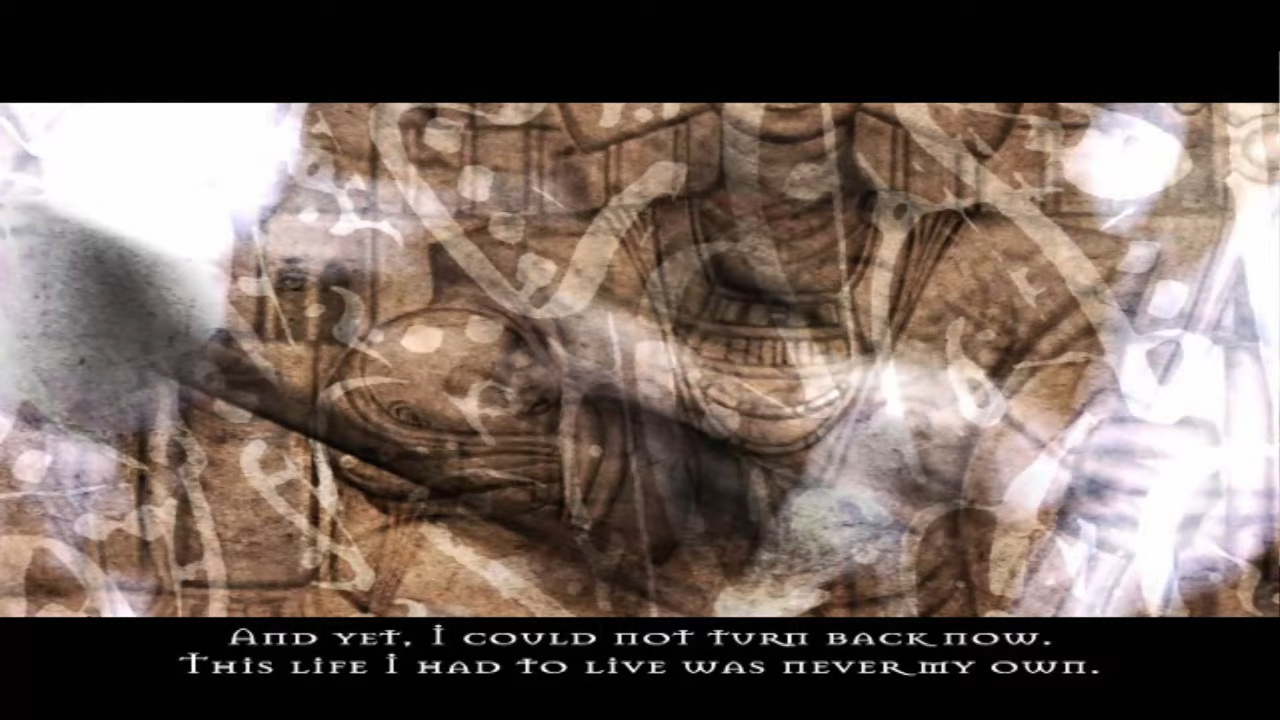 And yet, I could not turn back now.
This life I had to live was never my own.